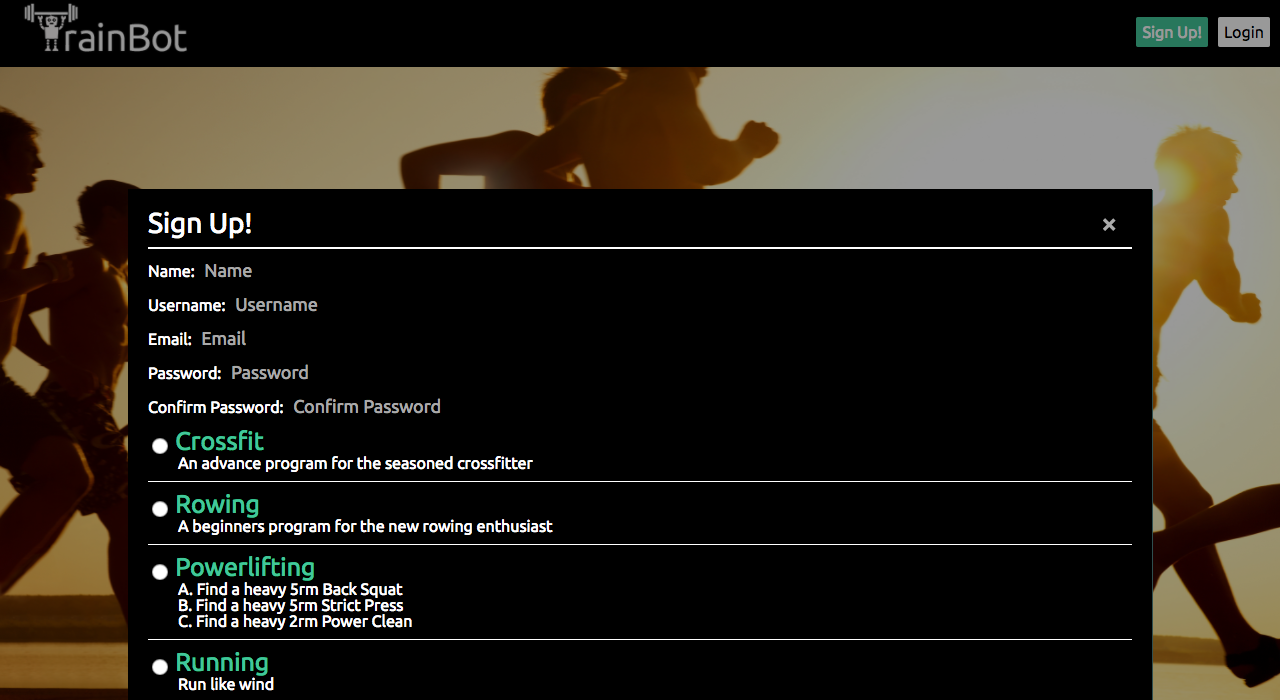 TrainBot
Sign Up! Login
Sign Up! ×
Name: Name
Username: Username
Email: Email
Password: Password
Confirm Password: Confirm Password
Crossfit
An advance program for the seasoned crossfitter
Rowing
A beginners program for the new rowing enthusiast
Powerlifting
A. Find a heavy 5rm Back Squat
B. Find a heavy 5rm Strict Press
C. Find a heavy 2rm Power Clean
Running
Run like wind